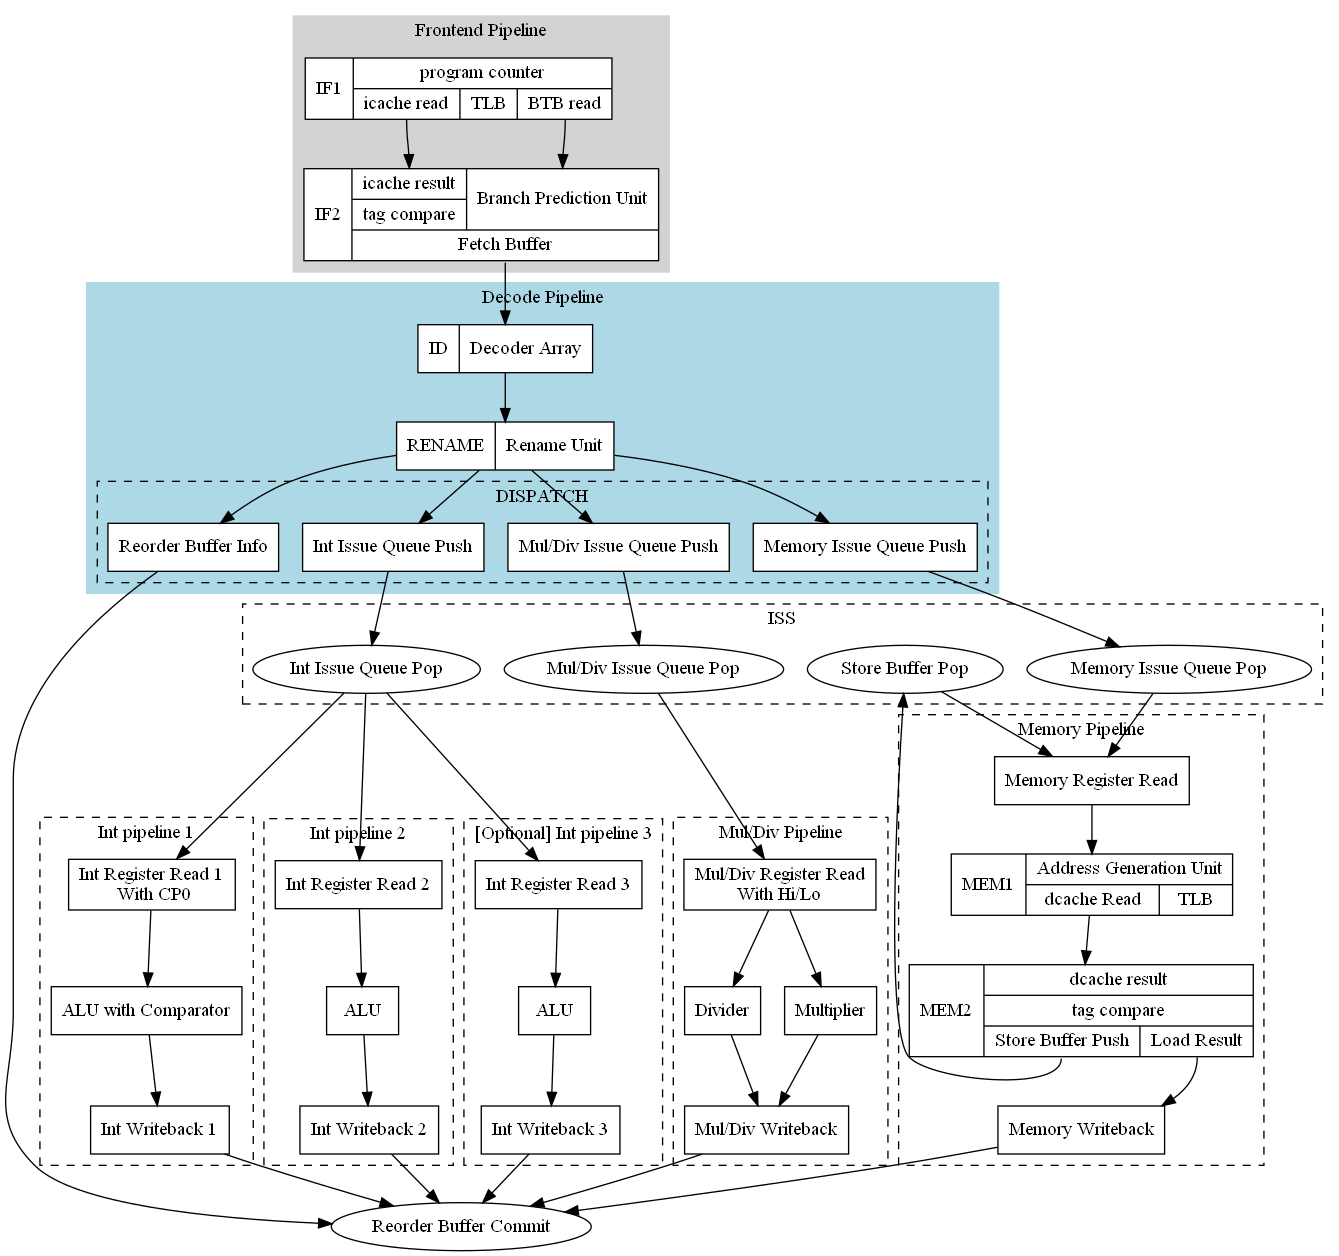 Frontend Pipeline
IF1
program counter
icache read
TLB
BTB read
IF2
icache result
tag compare
Branch Prediction Unit
Fetch Buffer
Decode Pipeline
ID
Decoder Array
RENAME
Rename Unit
DISPATCH
Reorder Buffer Info
Int Issue Queue Push
Mul/Div Issue Queue Push
Memory Issue Queue Push
ISS
Int Issue Queue Pop
Mul/Div Issue Queue Pop
Store Buffer Pop
Memory Issue Queue Pop
Memory Pipeline
Memory Register Read
Int pipeline 1
Int pipeline 2
[Optional] Int pipeline 3
Mul/Div Pipeline
Int Register Read 1
With CP0
Int Register Read 2
Int Register Read 3
Mul/Div Register Read
With Hi/Lo
MEM1
Address Generation Unit
dcache Read
TLB
ALU with Comparator
ALU
ALU
Divider
Multiplier
MEM2
dcache result
tag compare
Store Buffer Push
Load Result
Int Writeback 1
Int Writeback 2
Int Writeback 3
Mul/Div Writeback
Memory Writeback
Reorder Buffer Commit